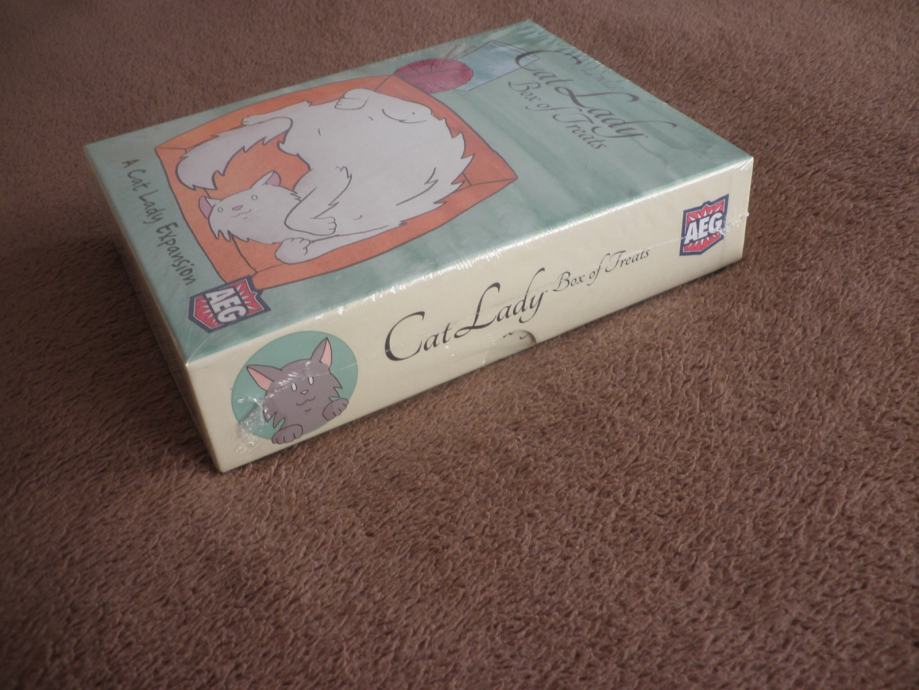 Cat Lady
Box of Treats
A Cat Lady Expansion
AEG
Cat Lady Box of Treats
AEG